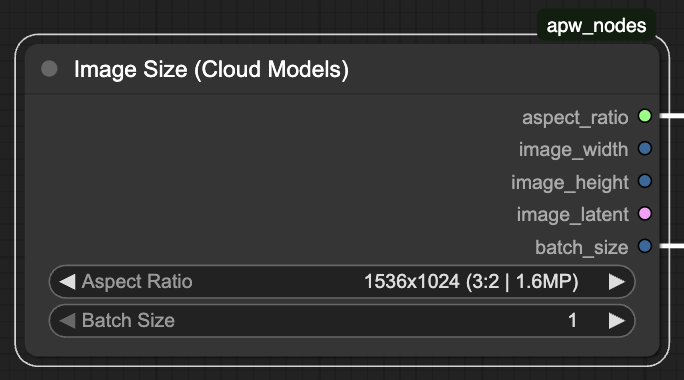 apw_nodes
Image Size (Cloud Models)
aspect_ratio
image_width
image_height
image_latent
batch_size
Aspect Ratio 1536x1024 (3:2 | 1.6MP)
Batch Size 1